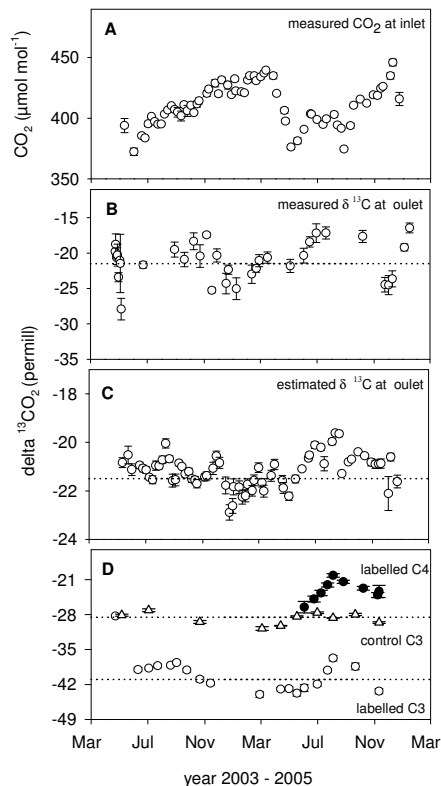 A
measured CO2 at inlet
450
400
350
CO2 (µmol mol-1)
B
measured δ 13C at oulet
-15
-20
-25
-30
-35
C
estimated δ 13C at oulet
-18
-20
-22
-24
delta 13CO2 (permill)
D
labelled C4
-21
-28
control C3
-35
-42
labelled C3
-49
Mar Jul Nov Mar Jul Nov Mar
year 2003 - 2005